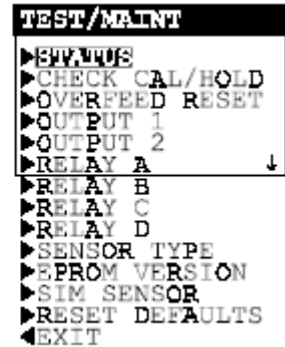 TEST/MAINT
▶STATUS
▶CHECK CAL/HOLD
▶OVERFEED RESET
▶OUTPUT 1
▶OUTPUT 2
▶RELAY A ↓
▶RELAY B
▶RELAY C
▶RELAY D
▶SENSOR TYPE
▶EPROM VERSION
▶SIM SENSOR
▶RESET DEFAULTS
◀EXIT